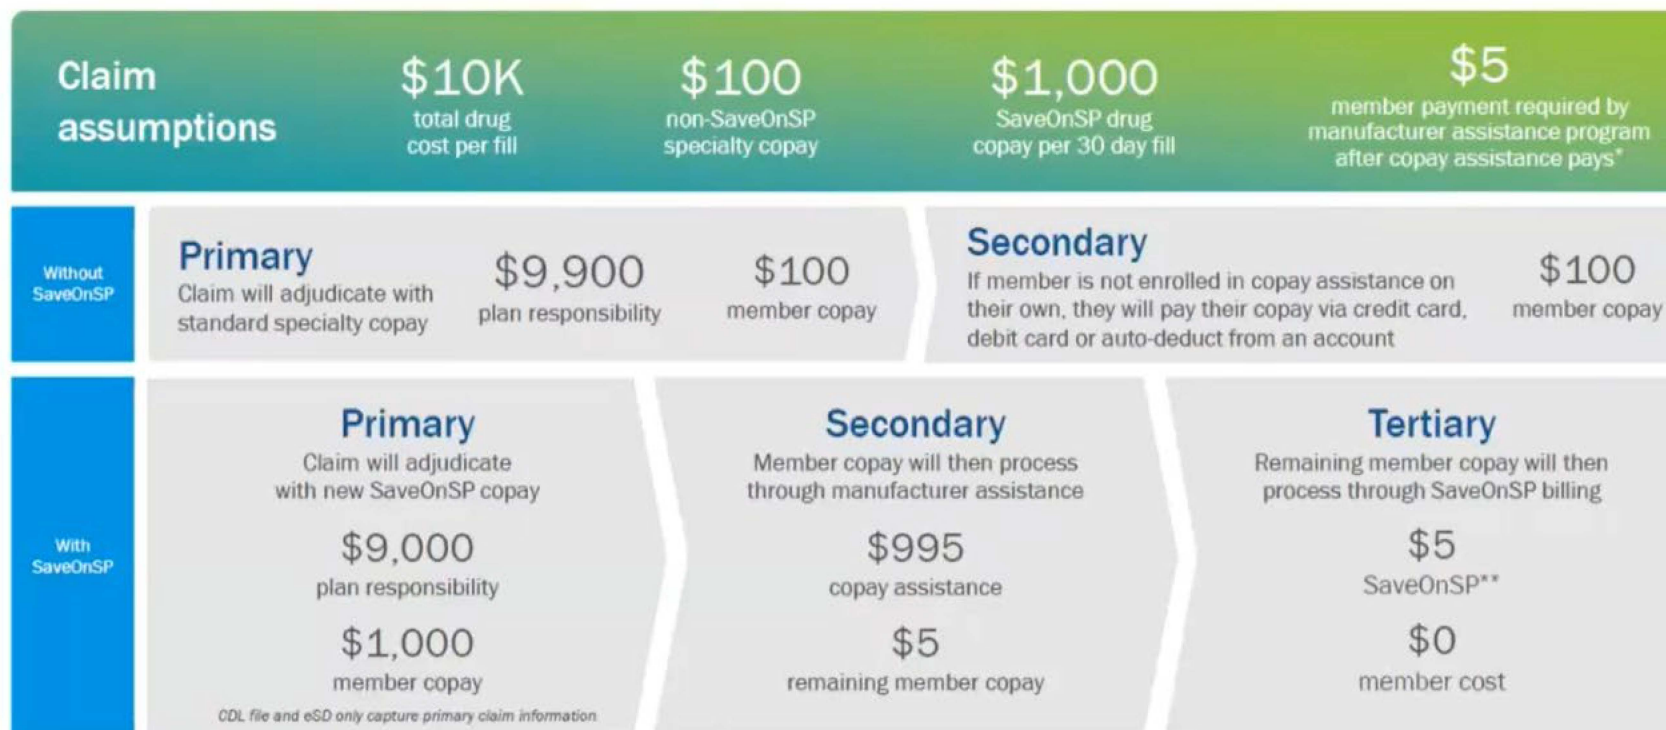 Claim
assumptions
$10K
total drug
cost per fill
$100
non-SaveOnSP
specialty copay
$1,000
SaveOnSP drug
copay per 30 day fill
$5
member payment required by
manufacturer assistance program
after copay assistance pays*
Without
SaveOnSP
Primary
Claim will adjudicate with
standard specialty copay
$9,900
plan responsibility
$100
member copay
Secondary
If member is not enrolled in copay assistance on
their own, they will pay their copay via credit card,
debit card or auto-deduct from an account
$100
member copay
With
SaveOnSP
Primary
Claim will adjudicate
with new SaveOnSP copay
$9,000
plan responsibility
$1,000
member copay
CDL file and eSD only capture primary claim information
Secondary
Member copay will then process
through manufacturer assistance
$995
copay assistance
$5
remaining member copay
Tertiary
Remaining member copay will then
process through SaveOnSP billing
$5
SaveOnSP**
$0
member cost